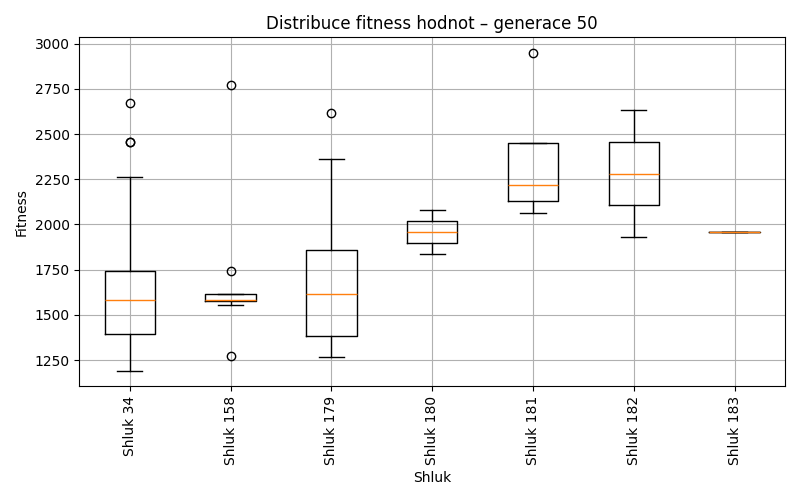 Distribuce fitness hodnot – generace 50
Fitness
3000
2750
2500
2250
2000
1750
1500
1250
Shluk 34
Shluk 158
Shluk 179
Shluk 180
Shluk 181
Shluk 182
Shluk 183
Shluk